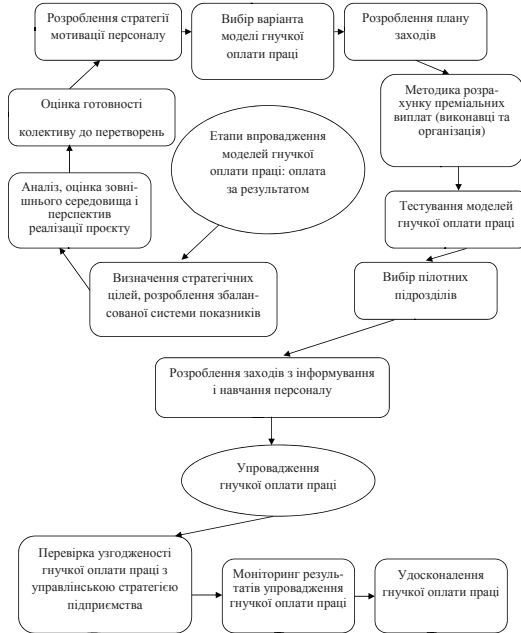 Розроблення стратегії
мотивації персоналу
Вибір варіанта
моделі гнучкої
оплати праці
Розроблення плану
заходів
Методика розра-
хунку преміальних
виплат (виконавці та
організація)
Оцінка готовності
колективу до перетворень
Етапи впровадження
моделей гнучкої
оплати праці: оплата
за результатом
Аналіз, оцінка зовні-
шнього середовища і
перспектив
реалізації проєкту
Тестування моделей
гнучкої оплати праці
Визначення стратегічних
цілей, розроблення збалан-
сованої системи показників
Вибір пілотних
підрозділів
Розроблення заходів з інформування
і навчання персоналу
Упровадження
гнучкої оплати праці
Перевірка узгодженості
гнучкої оплати праці з
управлінською стратегією
підприємства
Моніторинг резуль-
татів упровадження
гнучкої оплати праці
Удосконалення
гнучкої оплати праці